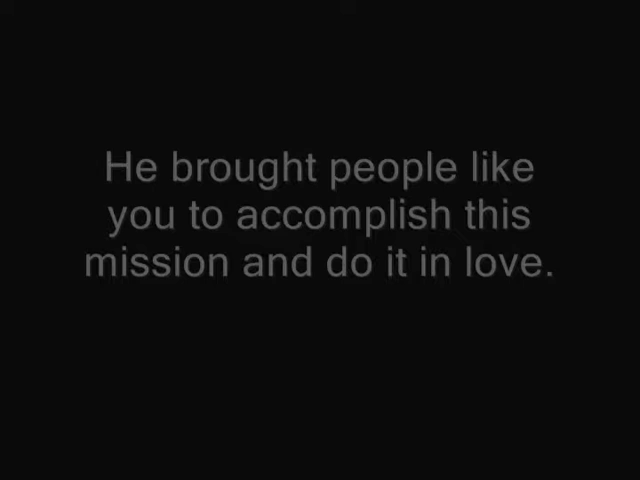 He brought people like
you to accomplish this
mission and do it in love.